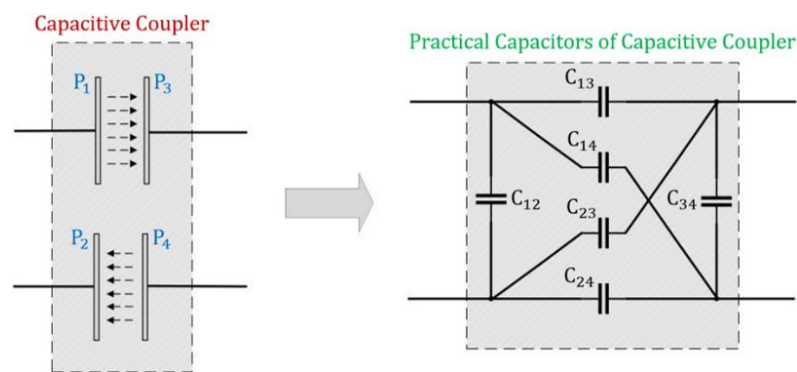 Capacitive Coupler
P₁ P₃
P₂ P₄
Practical Capacitors of Capacitive Coupler
C₁₃
C₁₄
C₁₂ C₂₃ C₃₄
C₂₄